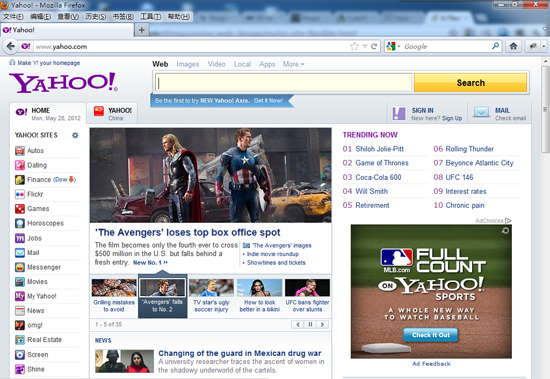 Yahoo! - Mozilla Firefox
文件(F) 编辑(E) 查看(V) 历史(S) 书签(B) 工具(T) 帮助(H)
Yahoo!
www.yahoo.com
Google
Make Y! your homepage
YAHOO!
Web Images Video Local Apps More
Search
Be the first to try NEW Yahoo! Axis. Get It Now!
HOME
Mon, May 28, 2012
YAHOO!
China
SIGN IN
New here? Sign Up
MAIL
Check email
YAHOO! SITES
Autos
Dating
Finance (Dow)
Flickr
Games
Horoscopes
Jobs
Mail
Messenger
Movies
My Yahoo!
News
omg!
Real Estate
Screen
Shine
'The Avengers' loses top box office spot
The film becomes only the fourth ever to cross
$500 million in the U.S. but falls behind a
fresh entry. New No. 1
'The Avengers' images
Indie movie roundup
Showtimes and tickets
Grilling mistakes
to avoid
'Avengers' falls
to No. 2
TV star's ugly
soccer injury
How to look
better in a bikini
UFC bans fighter
over stunts
1 - 5 of 35
NEWS
Changing of the guard in Mexican drug war
A university researcher traces the ascent of women in
the shadowy underworld of the cartels.
TRENDING NOW
01 Shiloh Jolie-Pitt
02 Game of Thrones
03 Coca-Cola 600
04 Will Smith
05 Retirement
06 Rolling Thunder
07 Beyonce Atlantic City
08 UFC 146
09 Interest rates
10 Chronic pain
AdChoices
MLB.com
FULL
COUNT
ON YAHOO!
SPORTS
A WHOLE NEW WAY
TO WATCH BASEBALL
Check It Out
Ad Feedback